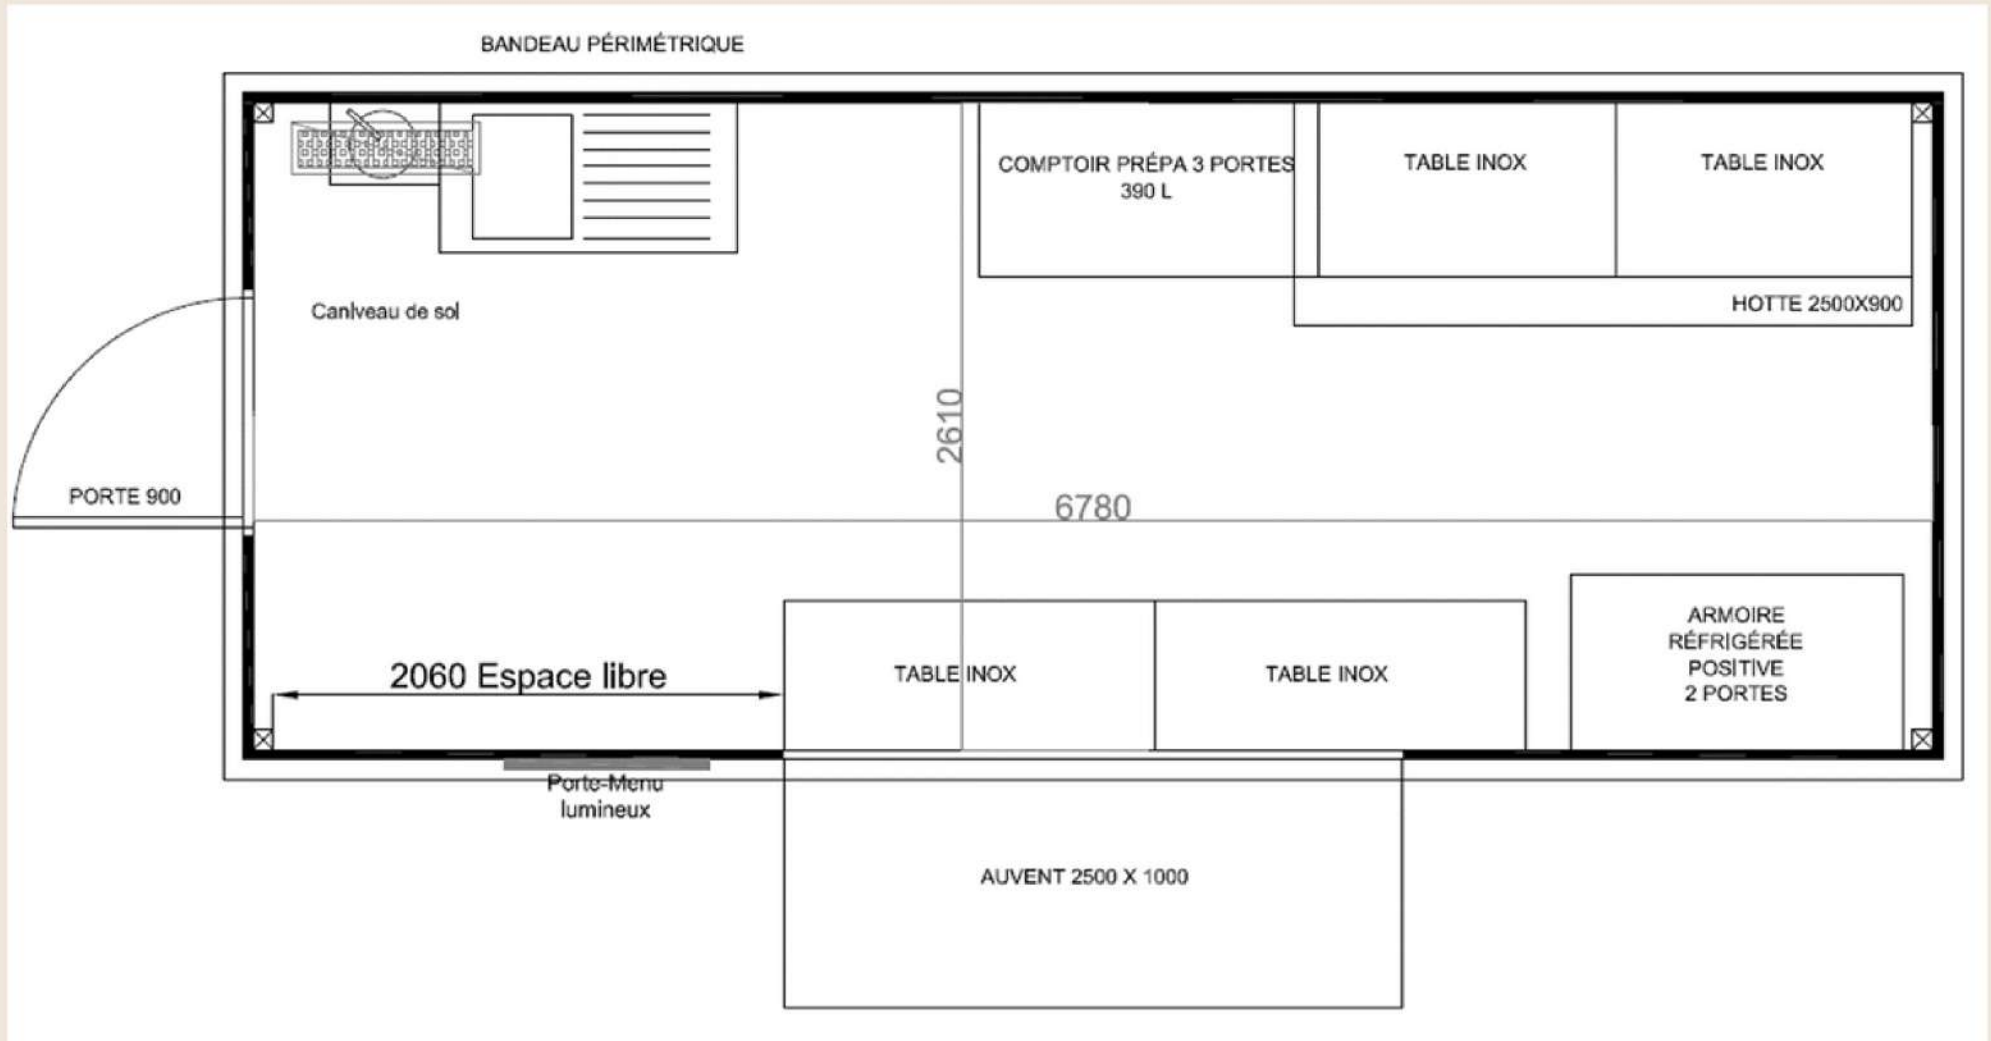 BANDEAU PÉRIMÉTRIQUE
COMPTOIR PRÉPA 3 PORTES
390 L
TABLE INOX
TABLE INOX
HOTTE 2500X900
Caniveau de sol
2610
PORTE 900
6780
2060 Espace libre
TABLE INOX
TABLE INOX
ARMOIRE
RÉFRIGÉRÉE
POSITIVE
2 PORTES
Porte-Menu
lumineux
AUVENT 2500 X 1000